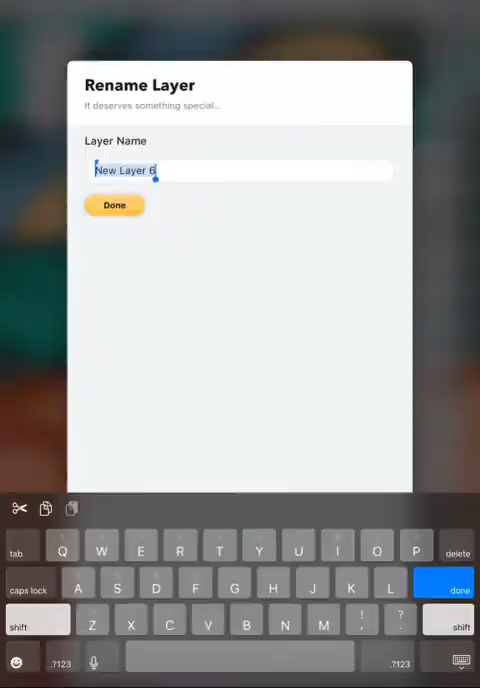 Rename Layer
It deserves something special...
Layer Name
New Layer 6
Done
tab Q W E R T Y U I O P delete
caps lock A S D F G H J K L done
shift Z X C V B N M ! , ? . shift
.?123 .?123